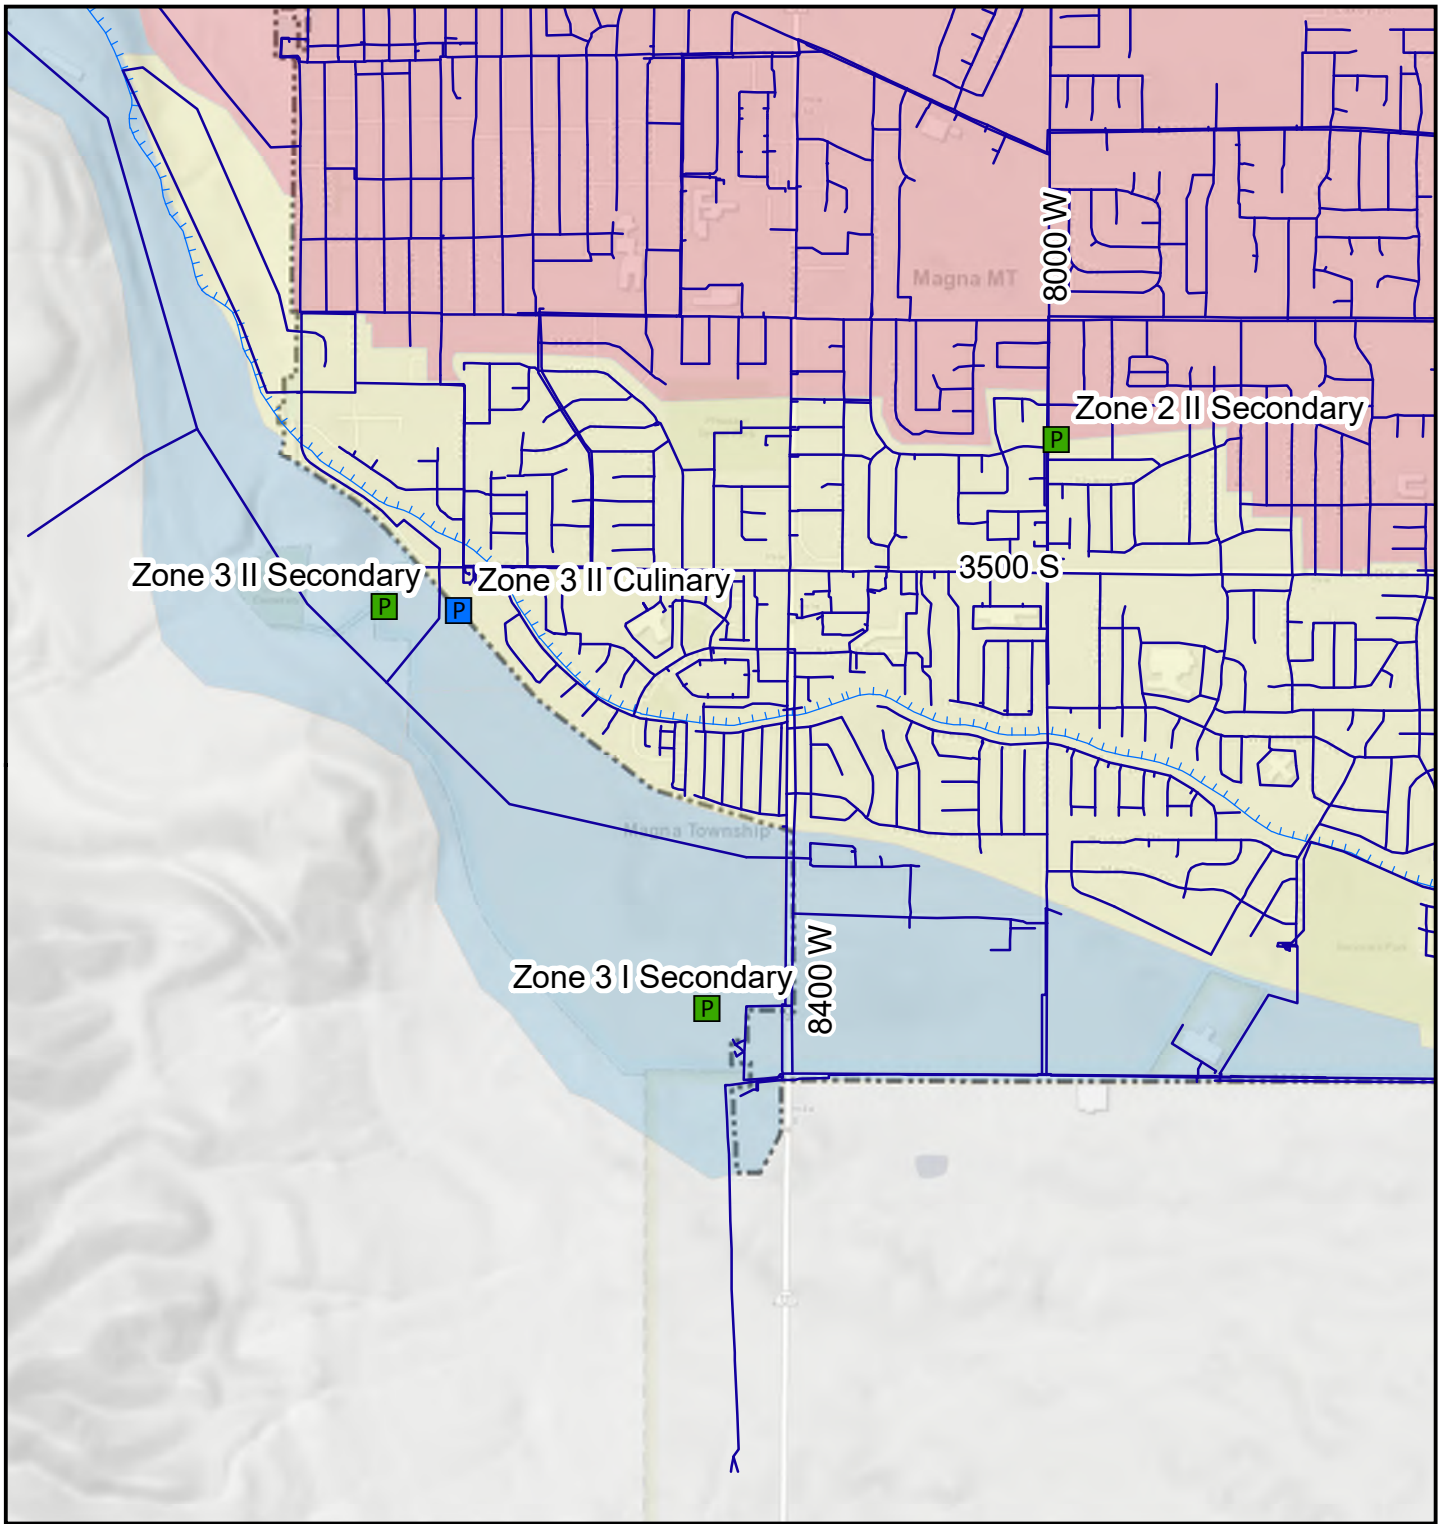 8000 W
Magna MT
Zone 2 II Secondary
P
3500 S
Zone 3 II Secondary
P
Zone 3 II Culinary
P
Magna Township
8400 W
Zone 3 I Secondary
P